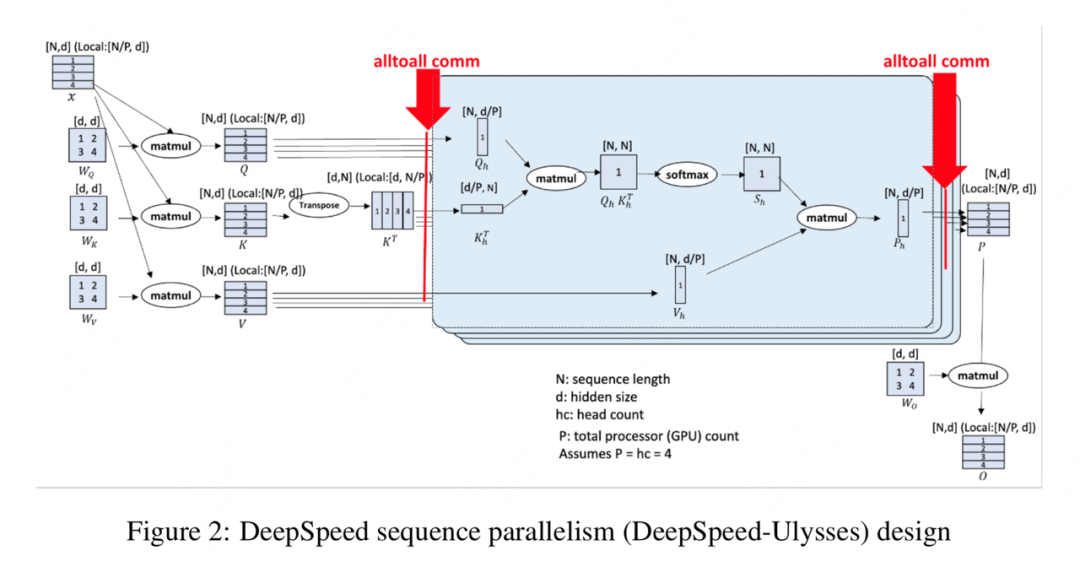 [N,d] (Local:[N/P, d])
1
2
3
4
x
[d, d]
1 2
3 4
W_Q
matmul
[N,d] (Local:[N/P, d])
1
2
3
4
Q
[d, d]
1 2
3 4
W_K
matmul
[N,d] (Local:[N/P, d])
1
2
3
4
K
Transpose
[d,N] (Local:[d, N/P])
1 2 3 4
K^T
[d, d]
1 2
3 4
W_V
matmul
[N,d] (Local:[N/P, d])
1
2
3
4
V
alltoall comm
[N, d/P]
1
Q_h
[d/P, N]
1
K_h^T
matmul
[N, N]
1
Q_h K_h^T
softmax
[N, N]
1
S_h
[N, d/P]
1
V_h
matmul
[N, d/P]
1
P_h
alltoall comm
[N,d]
(Local:[N/P, d])
1
2
3
4
P
[d, d]
1 2
3 4
W_O
matmul
[N,d] (Local:[N/P, d])
1
2
3
4
O
N: sequence length
d: hidden size
hc: head count
P: total processor (GPU) count
Assumes P = hc = 4
Figure 2: DeepSpeed sequence parallelism (DeepSpeed-Ulysses) design